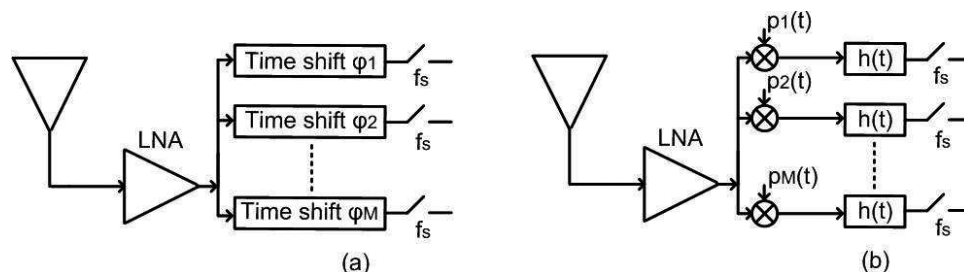 Time shift φ1
fs
Time shift φ2
fs
LNA
Time shift φM
fs
(a)
p1(t)
h(t)
fs
p2(t)
h(t)
fs
LNA
pM(t)
h(t)
fs
(b)